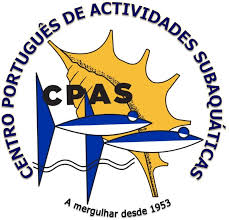 CENTRO PORTUGUÊS DE ACTIVIDADES SUBAQUÁTICAS
CPAS
A mergulhar desde 1953